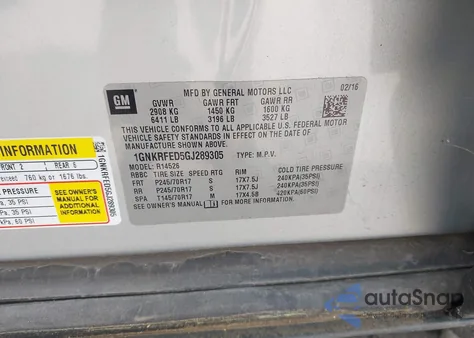 GM
MFD BY GENERAL MOTORS LLC
02/16
GVWR GAWR FRT GAWR RR
2908 KG 1450 KG 1600 KG
6411 LB 3196 LB 3527 LB
THIS VEHICLE CONFORMS TO ALL APPLICABLE U.S. FEDERAL MOTOR
VEHICLE SAFETY STANDARDS IN EFFECT ON THE DATE OF
MANUFACTURE SHOWN ABOVE.
1GNKRFED5GJ289305 TYPE: M.P.V.
MODEL: R14526
RBBC TIRE SIZE SPEED RTG RIM COLD TIRE PRESSURE
FRT P245/70R17 S 17X7.5J 240KPA(35PSI)
RR P245/70R17 S 17X7.5J 240KPA(35PSI)
SPA T145/70R17 M 17X4.5B 420KPA(60PSI)
SEE OWNER'S MANUAL FOR MORE INFORMATION.
INFORMATION
FRONT 2 REAR 5
exceed 760 kg or 1676 lbs.
PRESSURE
35 PSI
35 PSI
60 PSI
SEE OWNER'S
MANUAL FOR
ADDITIONAL
INFORMATION
1GNKRFED5GJ289305
autoSnap